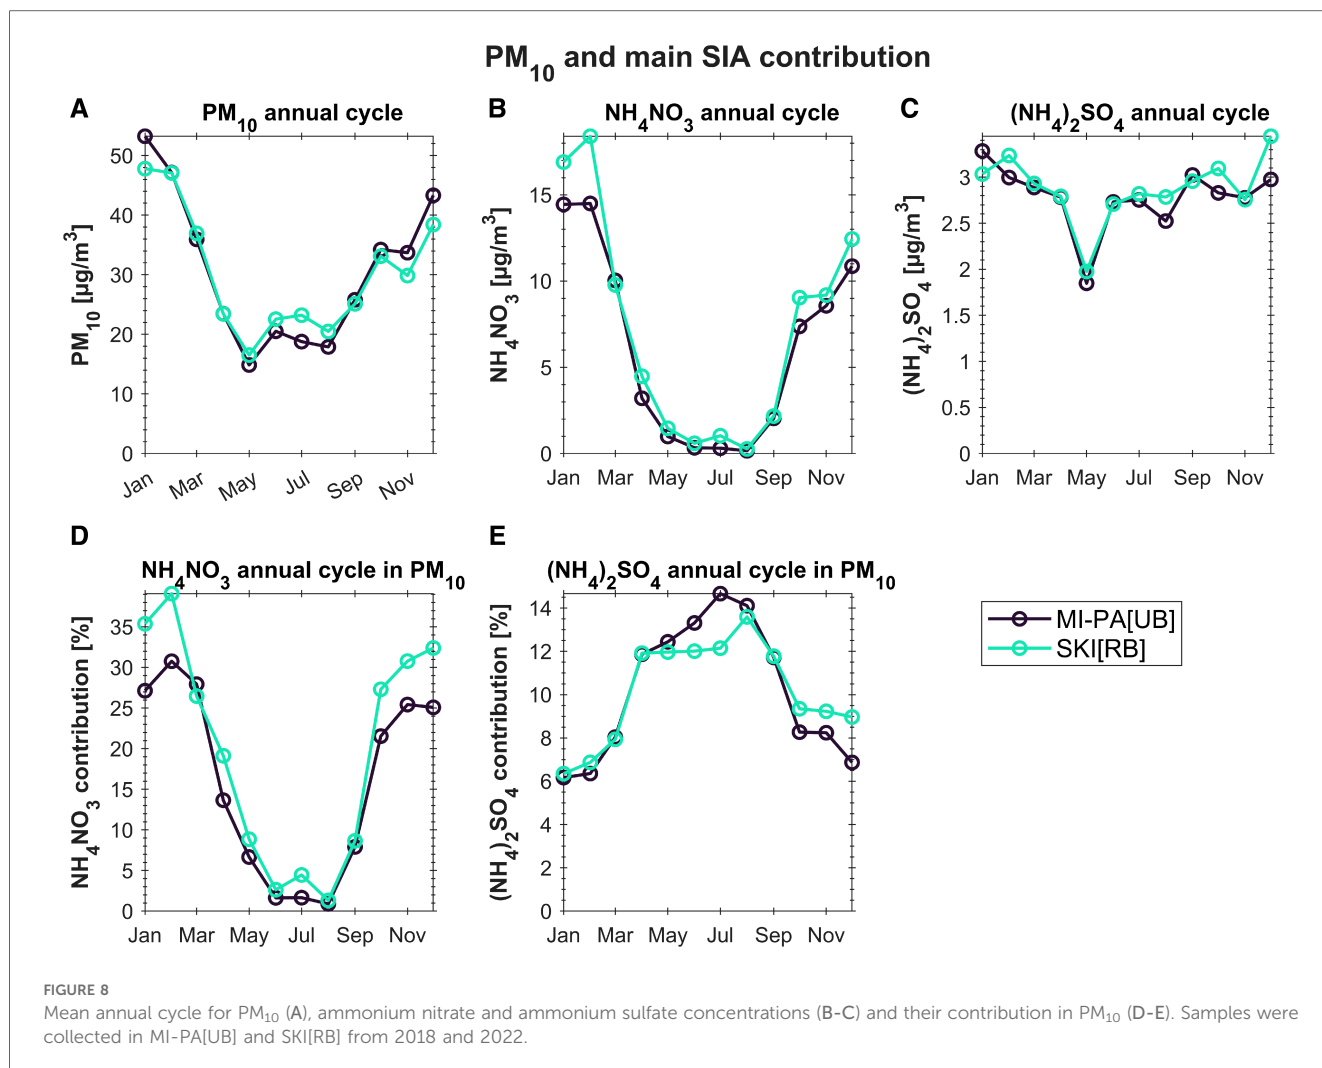 PM10 and main SIA contribution
A
PM10 annual cycle
PM10 [µg/m3]
50
40
30
20
10
0
Jan Mar May Jul Sep Nov
B
NH4NO3 annual cycle
NH4NO3 [µg/m3]
15
10
5
0
Jan Mar May Jul Sep Nov
C
(NH4)2SO4 annual cycle
(NH4)2SO4 [µg/m3]
3
2.5
2
1.5
1
0.5
0
Jan Mar May Jul Sep Nov
D
NH4NO3 annual cycle in PM10
NH4NO3 contribution [%]
35
30
25
20
15
10
5
0
Jan Mar May Jul Sep Nov
E
(NH4)2SO4 annual cycle in PM10
(NH4)2SO4 contribution [%]
14
12
10
8
6
4
2
0
Jan Mar May Jul Sep Nov
MI-PA[UB]
SKI[RB]
FIGURE 8
Mean annual cycle for PM10 (A), ammonium nitrate and ammonium sulfate concentrations (B-C) and their contribution in PM10 (D-E). Samples were
collected in MI-PA[UB] and SKI[RB] from 2018 and 2022.